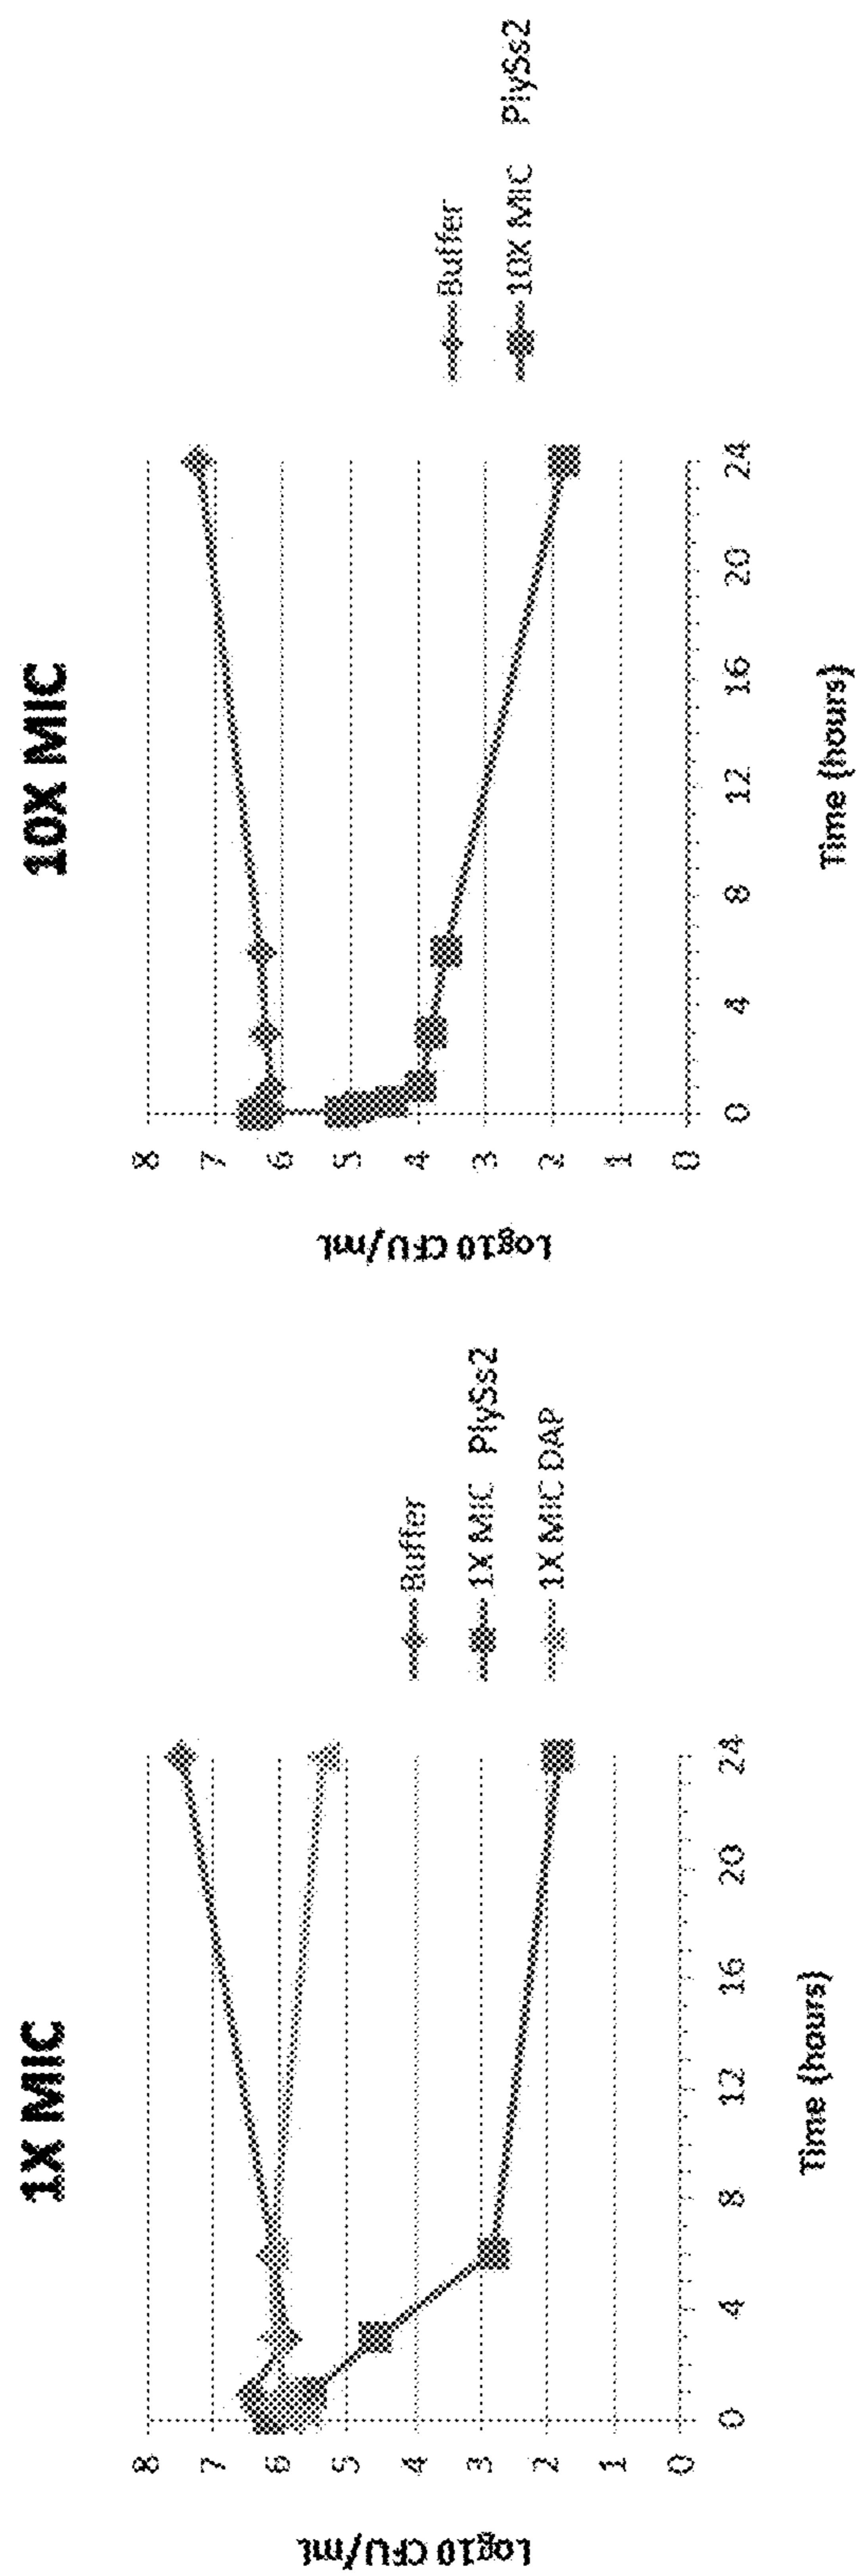 1X MIC
Log10 CFU/mL
8
7
6
5
4
3
2
1
0
0 4 8 12 16 20 24
Time (hours)
Buffer
1X MIC PlySs2
1X MIC DAP
10X MIC
Log10 CFU/mL
8
7
6
5
4
3
2
1
0
0 4 8 12 16 20 24
Time (hours)
Buffer
10X MIC PlySs2